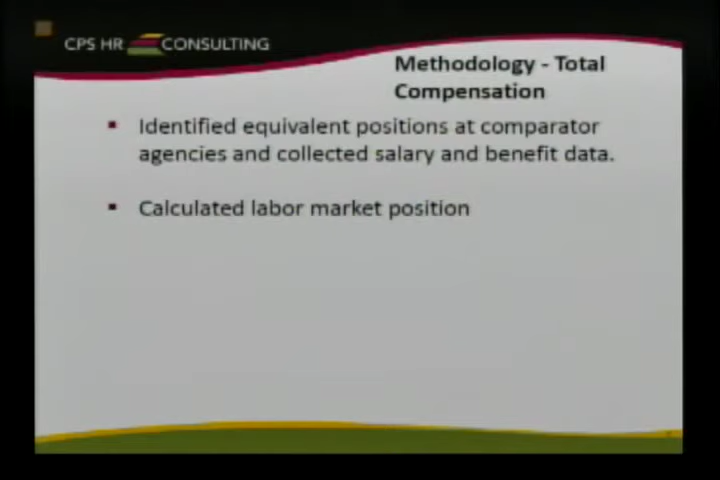 CPS HR CONSULTING
Methodology - Total
Compensation
▪ Identified equivalent positions at comparator
agencies and collected salary and benefit data.
▪ Calculated labor market position